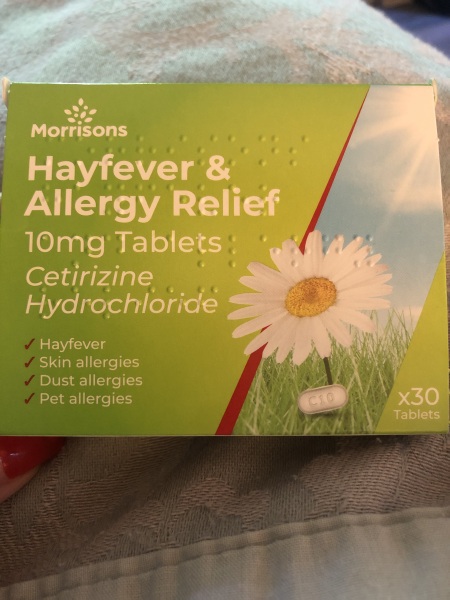 Morrisons
Hayfever &
Allergy Relief
10mg Tablets
Cetirizine
Hydrochloride
✓ Hayfever
✓ Skin allergies
✓ Dust allergies
✓ Pet allergies
C10
x30
Tablets